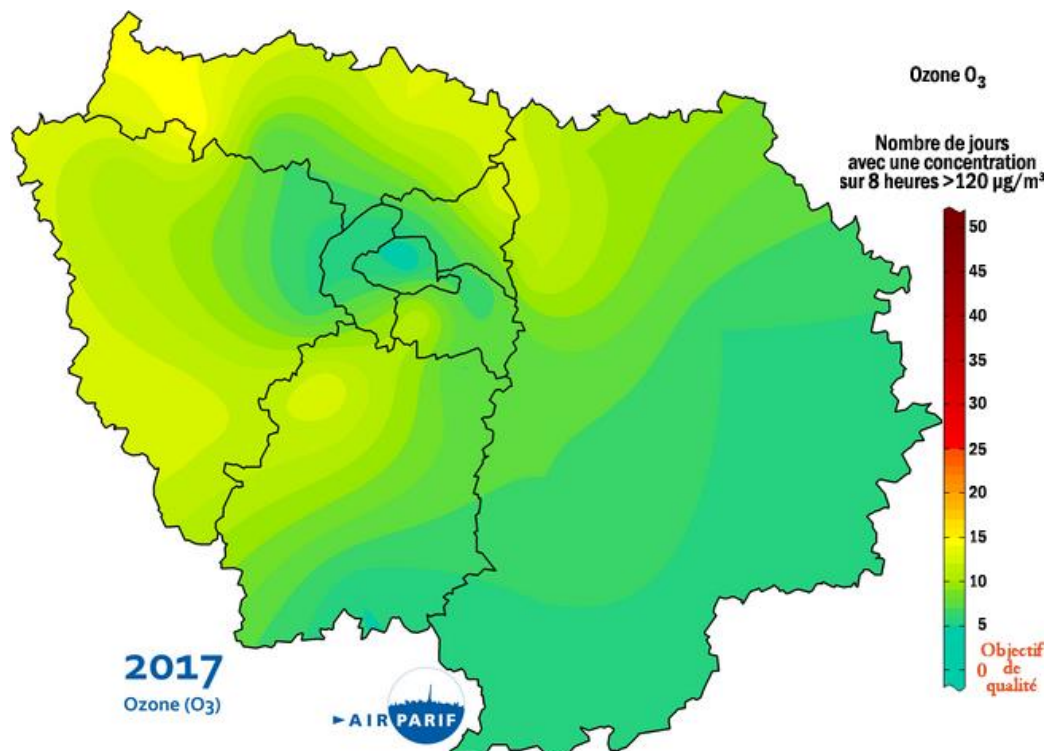 Ozone O₃
Nombre de jours
avec une concentration
sur 8 heures >120 µg/m³
50
45
40
35
30
25
20
15
10
5
0 Objectif
de
qualité
2017
Ozone (O3)
AIRPARIF